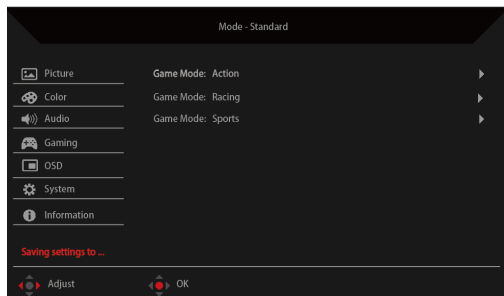 Mode - Standard
Picture
Game Mode: Action
Color
Game Mode: Racing
Audio
Game Mode: Sports
Gaming
OSD
System
Information
Saving settings to ...
Adjust
OK